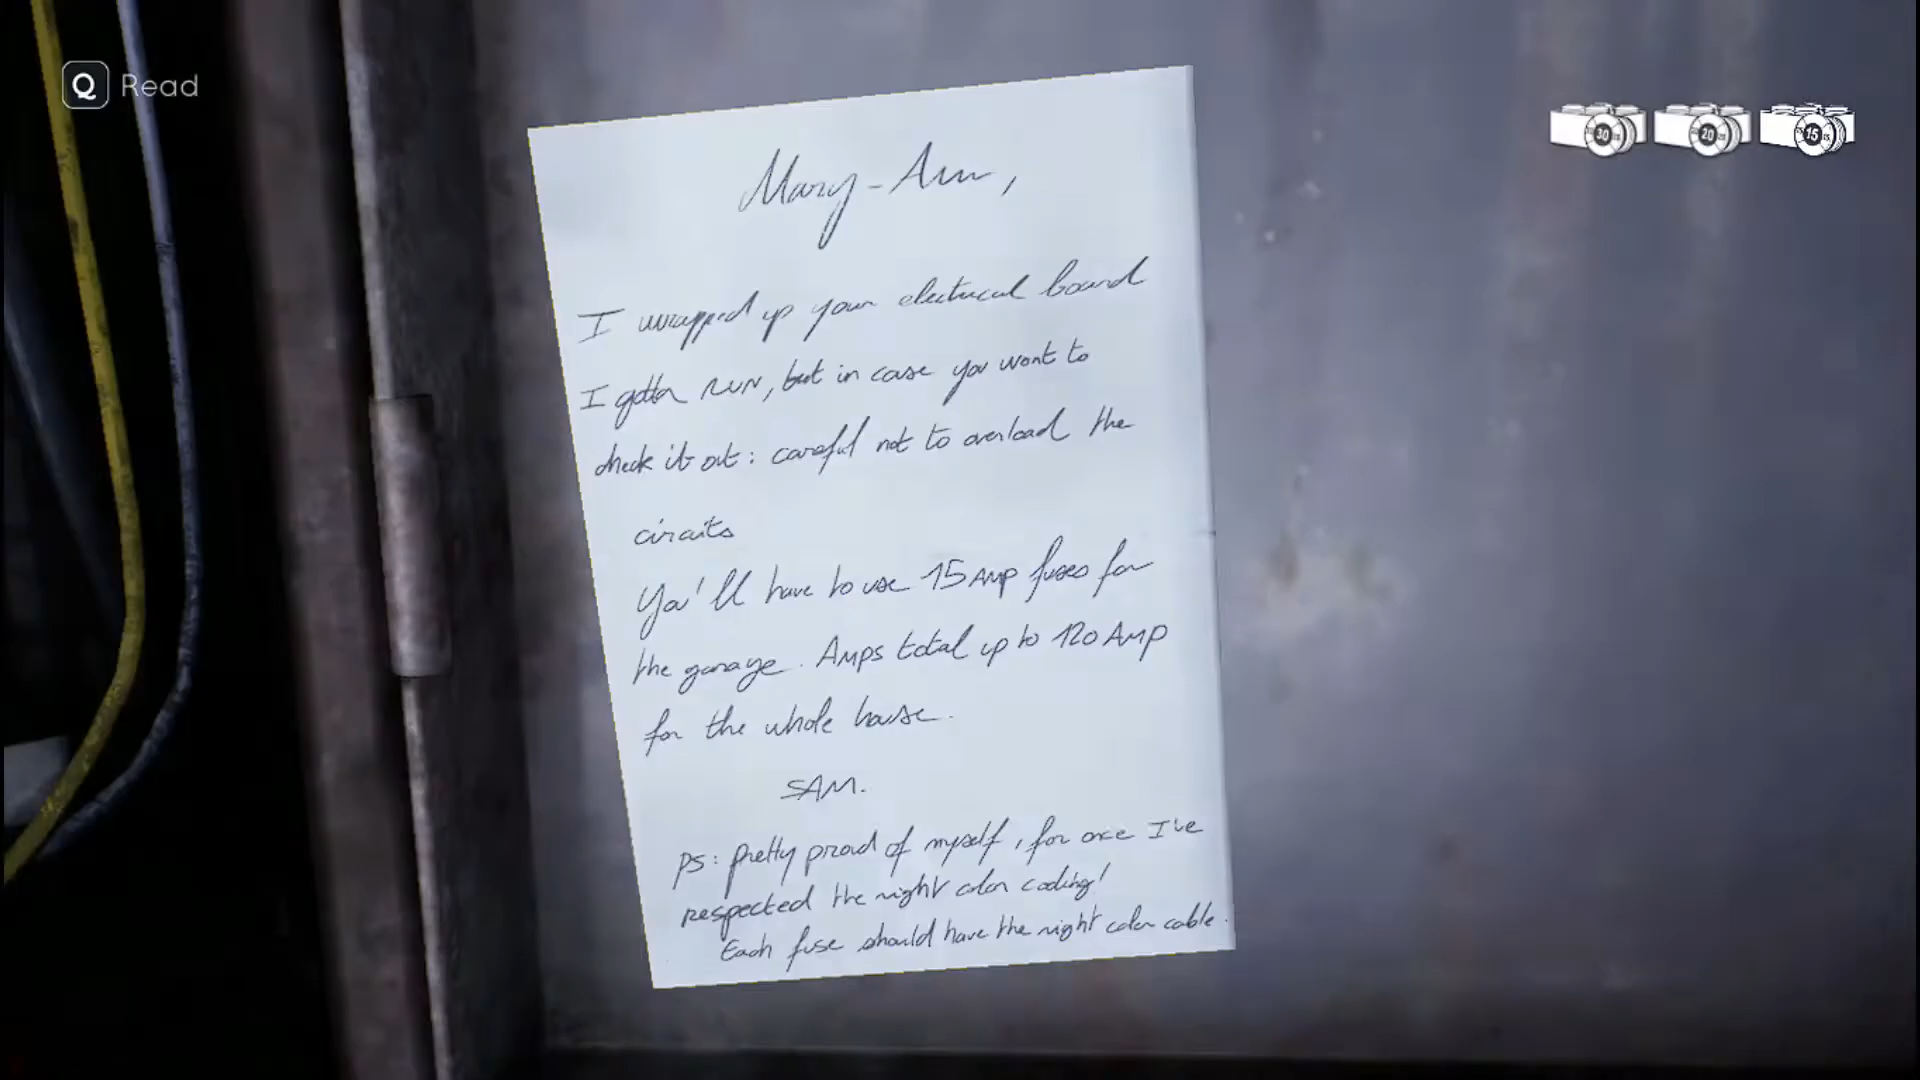 Q Read
30 20 15
Mary-Ann,
I wrapped up your electrical board
I gotta run, but in case you want to
check it out: careful not to overload the
circuits
You'll have to use 15 AMP fuses for
the garage. AMPS total up to 120 AMP
for the whole house.
SAM.
PS: pretty proud of myself, for once I've
respected the right color coding!
Each fuse should have the right color cable.